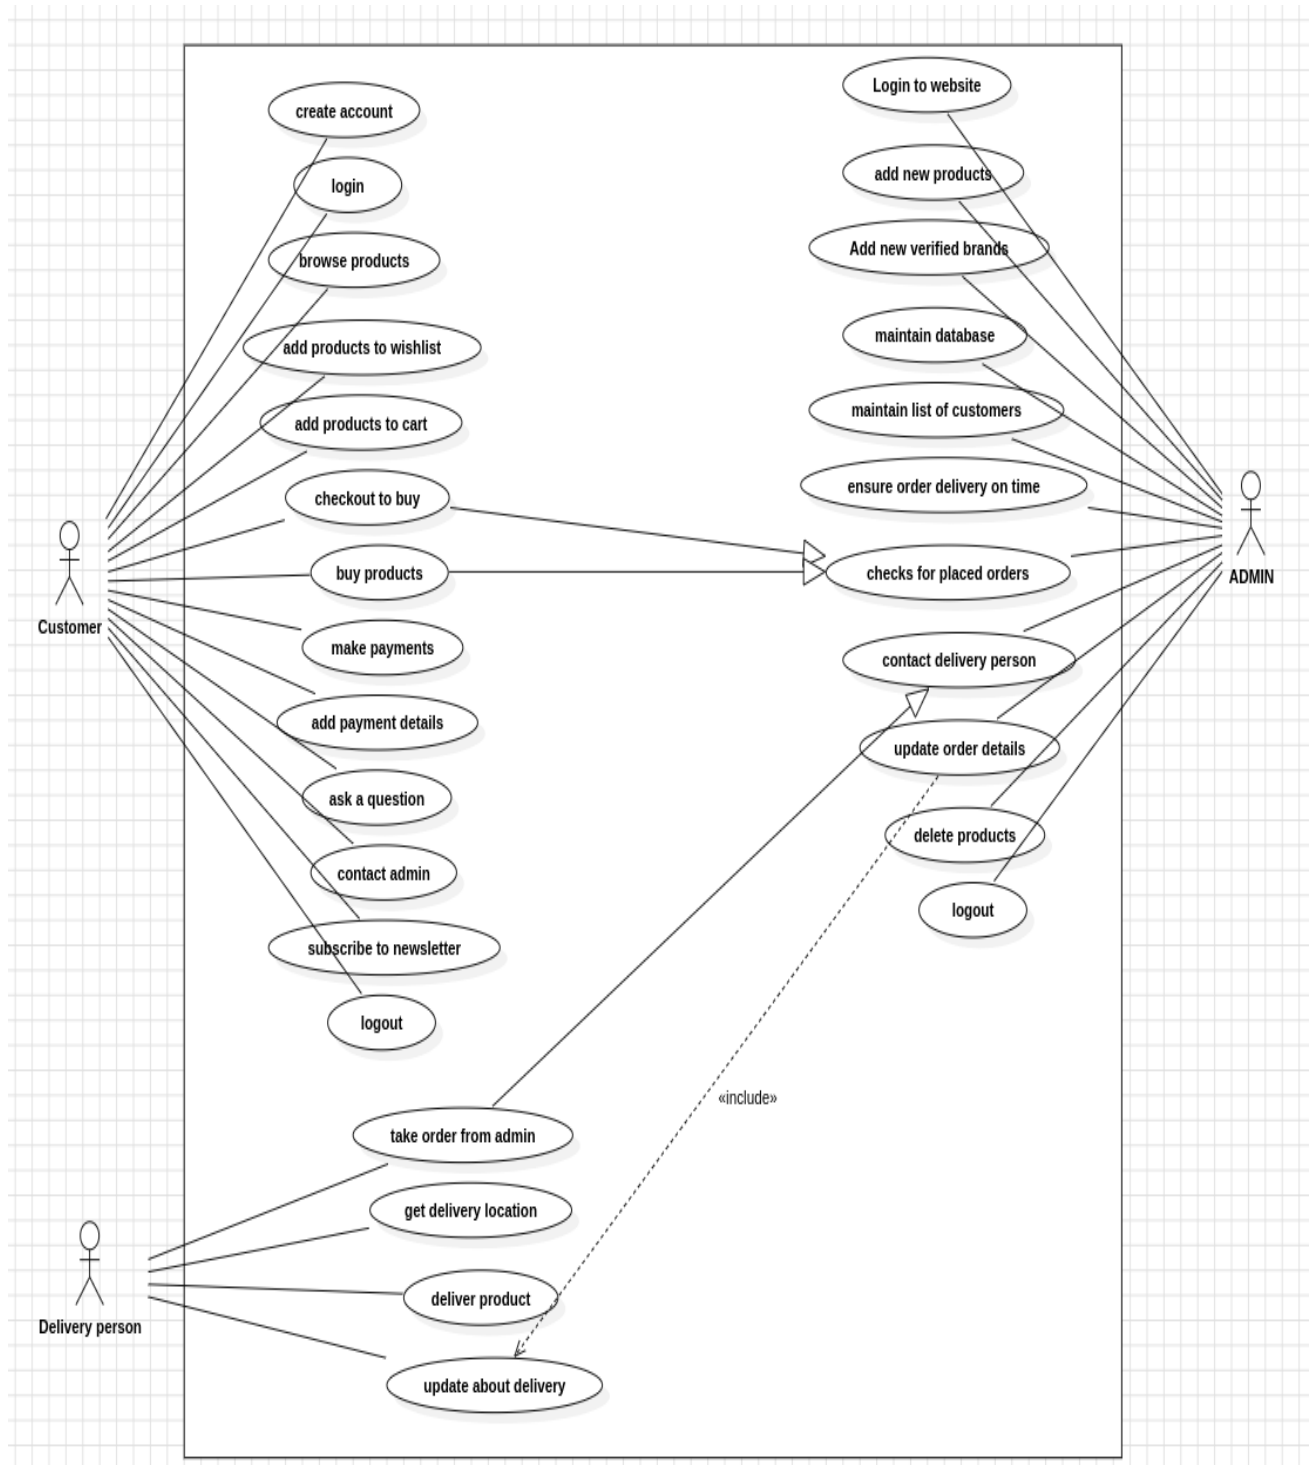 create account
login
browse products
add products to wishlist
add products to cart
checkout to buy
buy products
make payments
add payment details
ask a question
contact admin
subscribe to newsletter
logout
Customer
Login to website
add new products
Add new verified brands
maintain database
maintain list of customers
ensure order delivery on time
checks for placed orders
contact delivery person
update order details
delete products
logout
ADMIN
«include»
take order from admin
get delivery location
deliver product
update about delivery
Delivery person